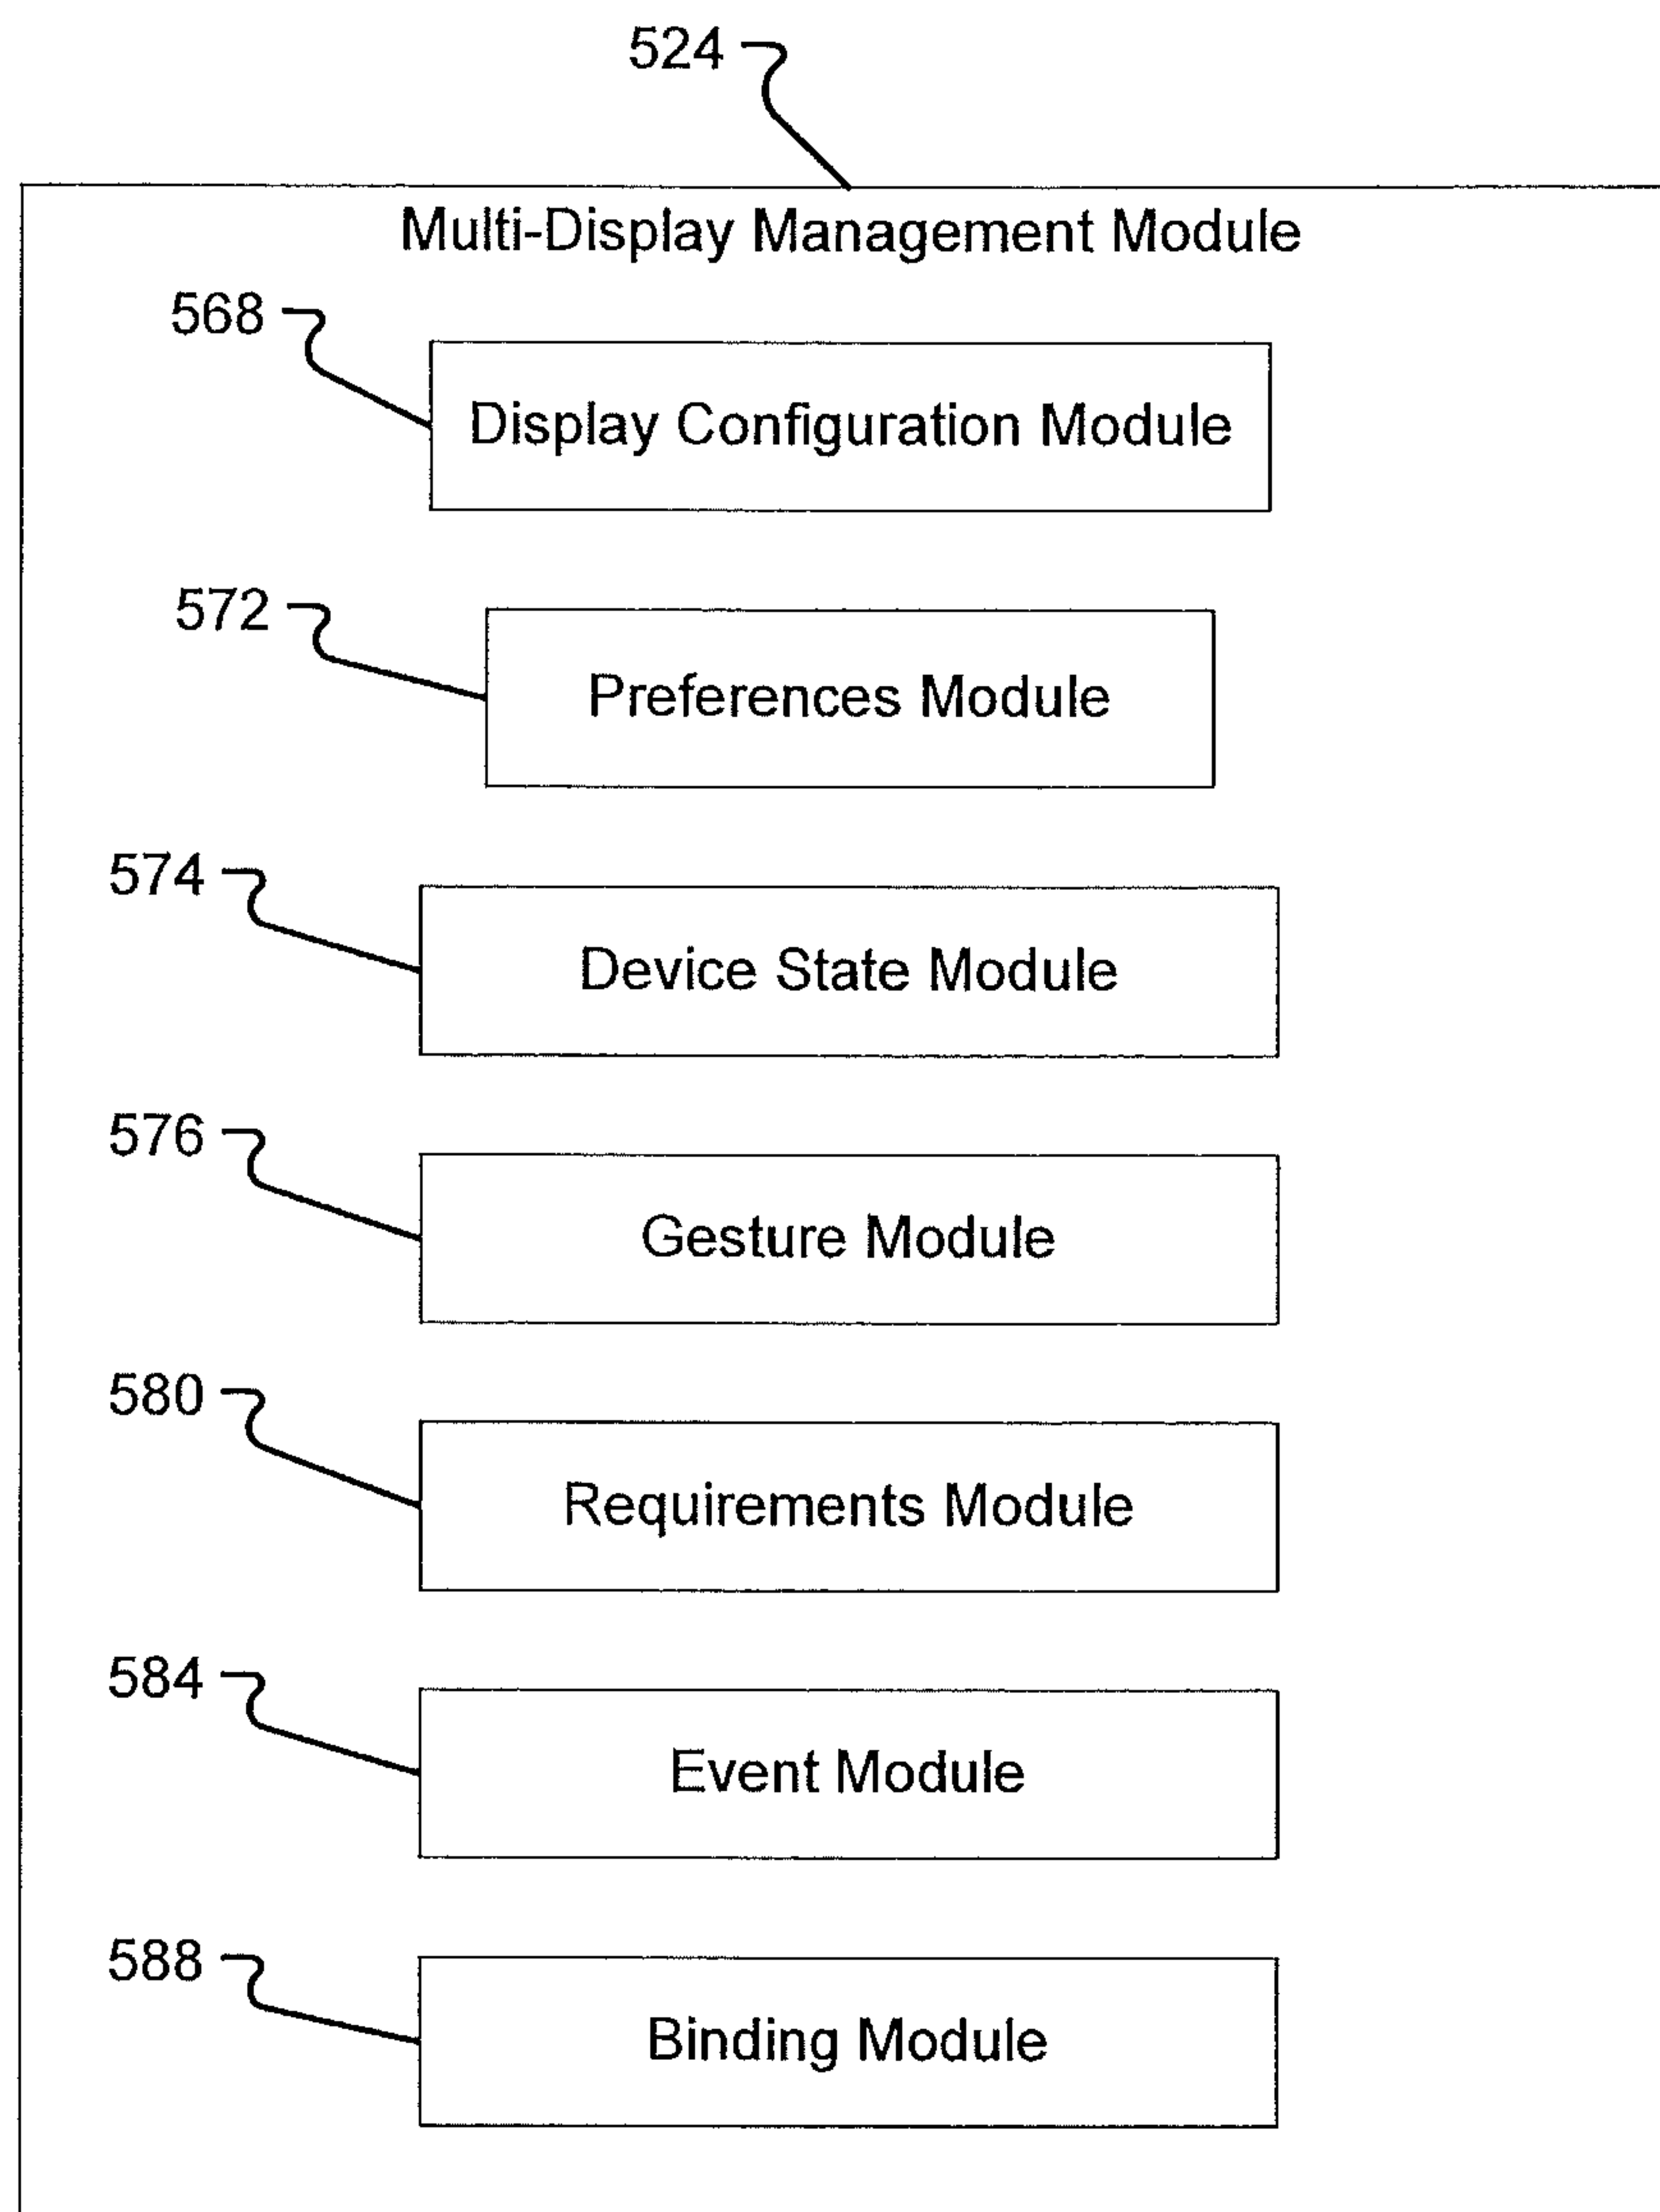 524
Multi-Display Management Module
568
Display Configuration Module
572
Preferences Module
574
Device State Module
576
Gesture Module
580
Requirements Module
584
Event Module
588
Binding Module